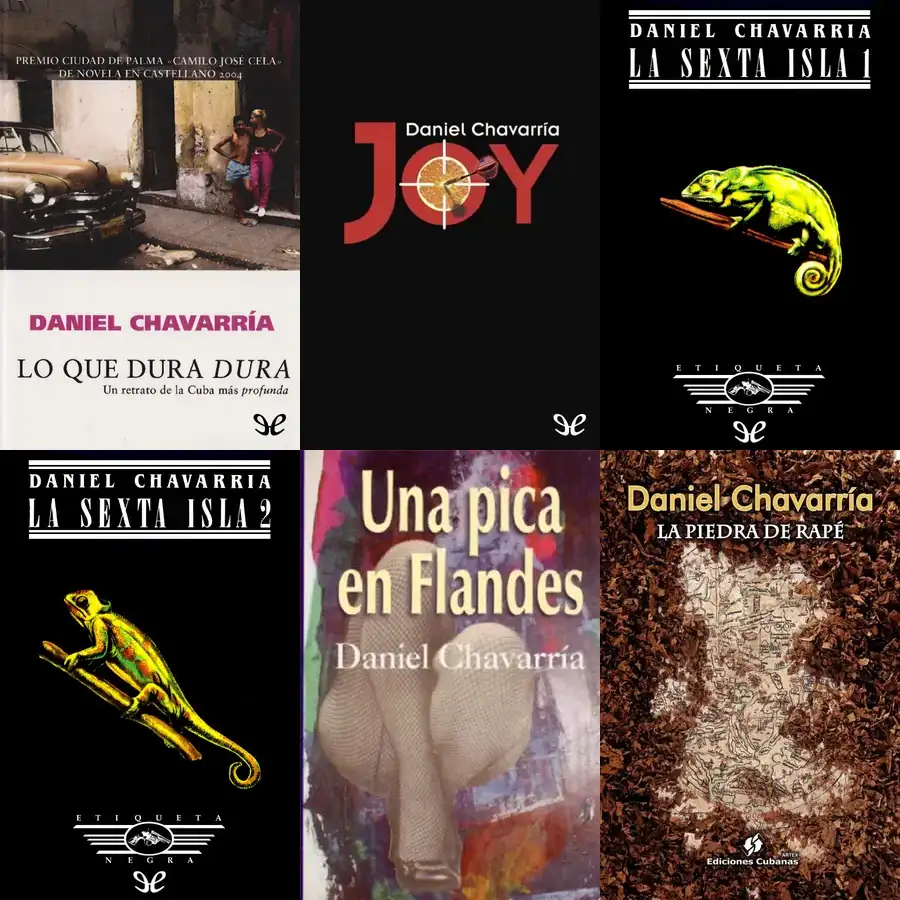 PREMIO CIUDAD DE PALMA «CAMILO JOSÉ CELA»
DE NOVELA EN CASTELLANO 2004
DANIEL CHAVARRÍA
LO QUE DURA DURA
Un retrato de la Cuba más profunda
Daniel Chavarría
JOY
DANIEL CHAVARRIA
LA SEXTA ISLA 1
ETIQUETA
NEGRA
DANIEL CHAVARRIA
LA SEXTA ISLA 2
ETIQUETA
NEGRA
Una pica
en Flandes
Daniel Chavarría
Daniel Chavarría
LA PIEDRA DE RAPÉ
ARTEX
Ediciones Cubanas